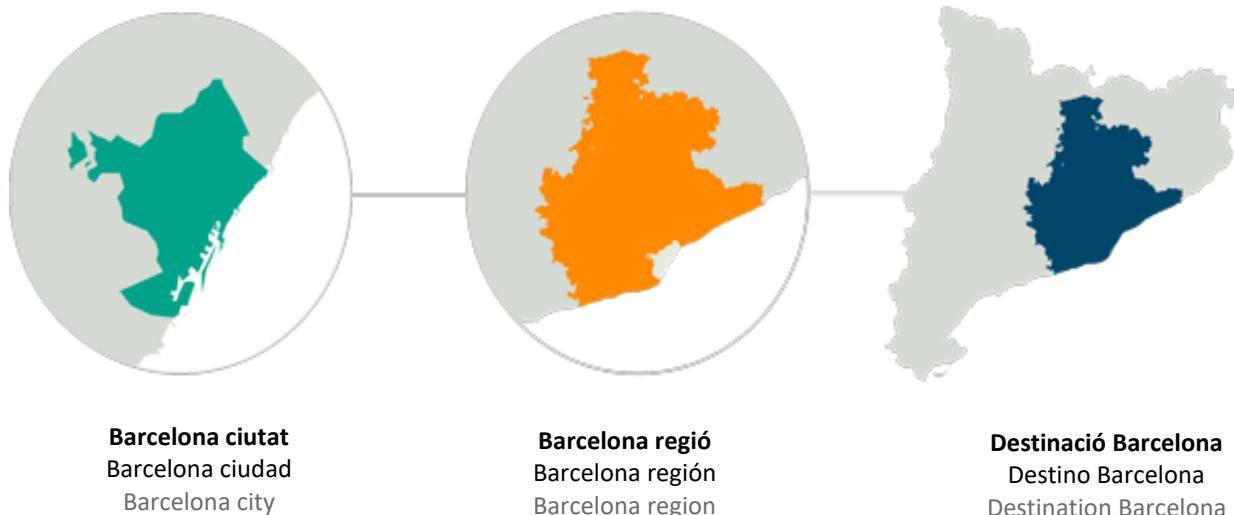 Barcelona ciutat
Barcelona ciudad
Barcelona city
Barcelona regió
Barcelona región
Barcelona region
Destinació Barcelona
Destino Barcelona
Destination Barcelona